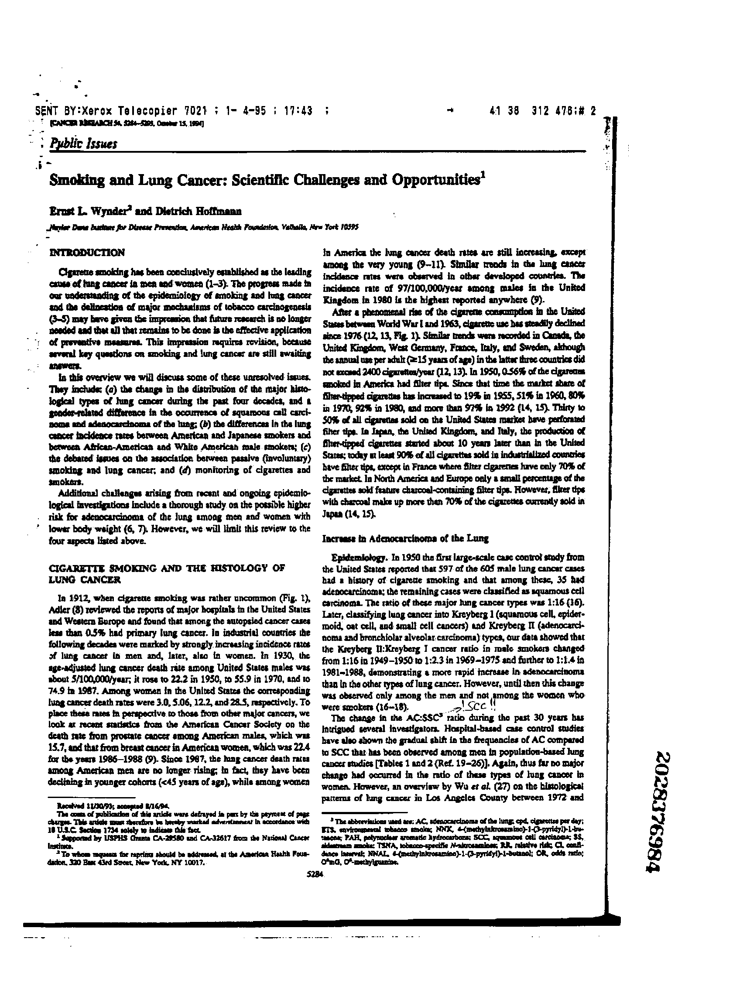 SENT BY:Xerox Telecopier 7021 ; 1- 4-95 ; 17:43 ; → 41 38 312 478;# 2
[CANCER RESEARCH 54, 5284–5295, October 15, 1994]
Public Issues
Smoking and Lung Cancer: Scientific Challenges and Opportunities1
Ernst L. Wynder2 and Dietrich Hoffmann
Naylor Dana Institute for Disease Prevention, American Health Foundation, Valhalla, New York 10595
INTRODUCTION
Cigarette smoking has been conclusively established as the leading
cause of lung cancer in men and women (1–3). The progress made in
our understanding of the epidemiology of smoking and lung cancer
and the delineation of major mechanisms of tobacco carcinogenesis
(3–5) may have given the impression that future research is no longer
needed and that all that remains to be done is the effective application
of preventive measures. This impression requires revision, because
several key questions on smoking and lung cancer are still awaiting
answers.
In this overview we will discuss some of these unresolved issues.
They include: (a) the change in the distribution of the major histo-
logical types of lung cancer during the past four decades, and a
gender-related difference in the occurrence of squamous cell carci-
noma and adenocarcinoma of the lung; (b) the differences in the lung
cancer incidence rates between American and Japanese smokers and
between African-American and White American male smokers; (c)
the debated issues on the association between passive (involuntary)
smoking and lung cancer; and (d) monitoring of cigarettes and
smokers.
Additional challenges arising from recent and ongoing epidemio-
logical investigations include a thorough study on the possible higher
risk for adenocarcinoma of the lung among men and women with
lower body weight (6, 7). However, we will limit this review to the
four aspects listed above.
CIGARETTE SMOKING AND THE HISTOLOGY OF
LUNG CANCER
In 1912, when cigarette smoking was rather uncommon (Fig. 1),
Adler (8) reviewed the reports of major hospitals in the United States
and Western Europe and found that among the autopsied cancer cases
less than 0.5% had primary lung cancer. In industrial countries the
following decades were marked by strongly increasing incidence rates
of lung cancer in men and, later, also in women. In 1930, the
age-adjusted lung cancer death rate among United States males was
about 5/100,000/year; it rose to 22.2 in 1950, to 55.9 in 1970, and to
74.9 in 1987. Among women in the United States the corresponding
lung cancer death rates were 3.0, 5.06, 12.2, and 28.5, respectively. To
place these rates in perspective to those from other major cancers, we
look at recent statistics from the American Cancer Society on the
death rate from prostate cancer among American males, which was
15.7, and that from breast cancer in American women, which was 22.4
for the years 1986–1988 (9). Since 1987, the lung cancer death rates
among American men are no longer rising; in fact, they have been
declining in younger cohorts (<45 years of age), while among women
Received 11/30/93; accepted 8/16/94.
The costs of publication of this article were defrayed in part by the payment of page
charges. This article must therefore be hereby marked advertisement in accordance with
18 U.S.C. Section 1734 solely to indicate this fact.
1 Supported by USPHS Grants CA-29580 and CA-32617 from the National Cancer
Institute.
2 To whom requests for reprints should be addressed, at the American Health Foun-
dation, 320 East 43rd Street, New York, NY 10017.
in America the lung cancer death rates are still increasing, except
among the very young (9–11). Similar trends in the lung cancer
incidence rates were observed in other developed countries. The
incidence rate of 97/100,000/year among males in the United
Kingdom in 1980 is the highest reported anywhere (9).
After a phenomenal rise of the cigarette consumption in the United
States between World War I and 1963, cigarette use has steadily declined
since 1976 (12, 13, Fig. 1). Similar trends were recorded in Canada, the
United Kingdom, West Germany, France, Italy, and Sweden, although
the annual use per adult (≥15 years of age) in the latter three countries did
not exceed 2400 cigarettes/year (12, 13). In 1950, 0.56% of the cigarettes
smoked in America had filter tips. Since that time the market share of
filter-tipped cigarettes has increased to 19% in 1955, 51% in 1960, 80%
in 1970, 92% in 1980, and more than 97% in 1992 (14, 15). Thirty to
50% of all cigarettes sold on the United States market have perforated
filter tips. In Japan, the United Kingdom, and Italy, the production of
filter-tipped cigarettes started about 10 years later than in the United
States; today at least 90% of all cigarettes sold in industrialized countries
have filter tips, except in France where filter cigarettes have only 70% of
the market. In North America and Europe only a small percentage of the
cigarettes sold feature charcoal-containing filter tips. However, filter tips
with charcoal make up more than 70% of the cigarettes currently sold in
Japan (14, 15).
Increase in Adenocarcinoma of the Lung
Epidemiology. In 1950 the first large-scale case control study from
the United States reported that 597 of the 605 male lung cancer cases
had a history of cigarette smoking and that among these, 35 had
adenocarcinoma; the remaining cases were classified as squamous cell
carcinoma. The ratio of these major lung cancer types was 1:16 (16).
Later, classifying lung cancer into Kreyberg I (squamous cell, epider-
moid, oat cell, and small cell cancers) and Kreyberg II (adenocarci-
noma and bronchiolar alveolar carcinoma) types, our data showed that
the Kreyberg II:Kreyberg I cancer ratio in male smokers changed
from 1:16 in 1949–1950 to 1:2.3 in 1969–1975 and further to 1:1.4 in
1981–1988, demonstrating a more rapid increase in adenocarcinoma
than in the other types of lung cancer. However, until then this change
was observed only among the men and not among the women who
were smokers (16–18). SCC !!
The change in the AC:SSC3 ratio during the past 30 years has
intrigued several investigators. Hospital-based case control studies
have also shown the gradual shift in the frequencies of AC compared
to SCC that has been observed among men in population-based lung
cancer studies [Tables 1 and 2 (Ref. 19–26)]. Again, thus far no major
change had occurred in the ratio of these types of lung cancer in
women. However, an overview by Wu et al. (27) on the histological
patterns of lung cancer in Los Angeles County between 1972 and
3 The abbreviations used are: AC, adenocarcinoma of the lung; cpd, cigarettes per day;
ETS, environmental tobacco smoke; NNK, 4-(methylnitrosamino)-1-(3-pyridyl)-1-bu-
tanone; PAH, polynuclear aromatic hydrocarbons; SCC, squamous cell carcinoma; SS,
sidestream smoke; TSNA, tobacco-specific N-nitrosamines; RR, relative risk; CI, confi-
dence interval; NNAL, 4-(methylnitrosamino)-1-(3-pyridyl)-1-butanol; OR, odds ratio;
O6mG, O6-methylguanine.
5284
2028376984